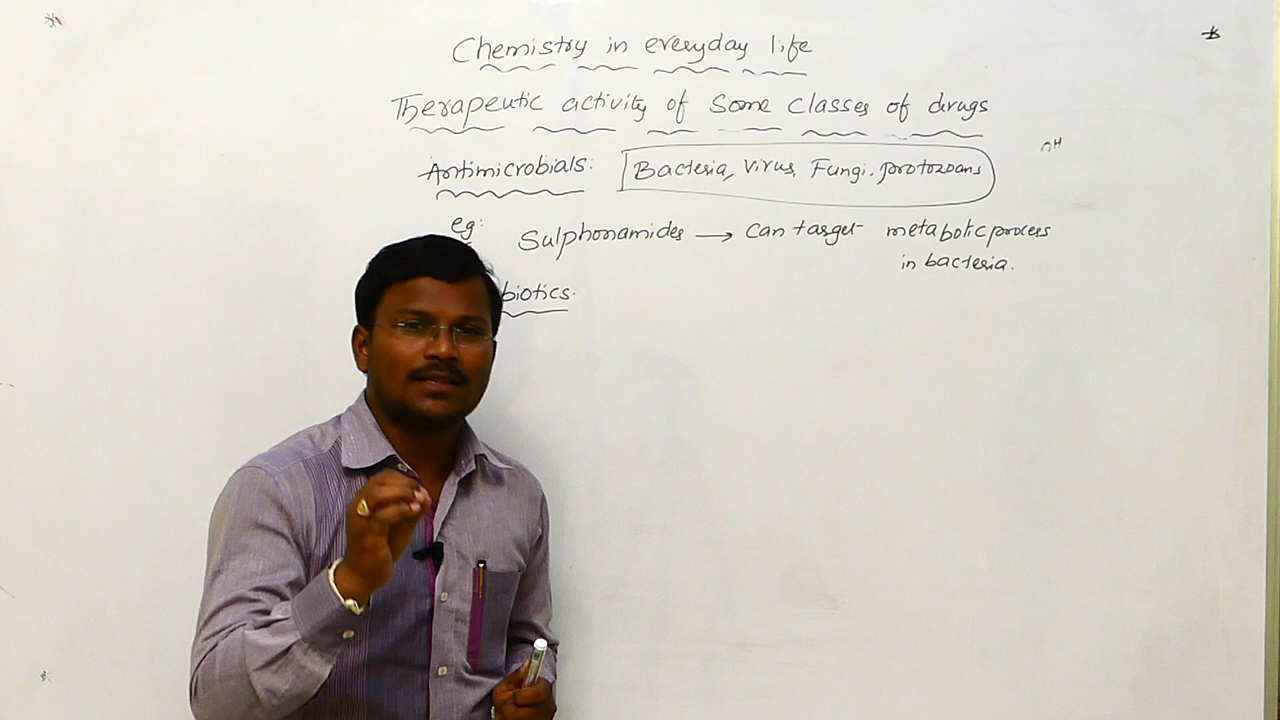 Chemistry in everyday life
Therapeutic activity of Some Classes of drugs
Antimicrobials: Bacteria, Virus, Fungi. protozoans
OH
eg: Sulphonamides → Can target metabolic process
in bacteria.
biotics.